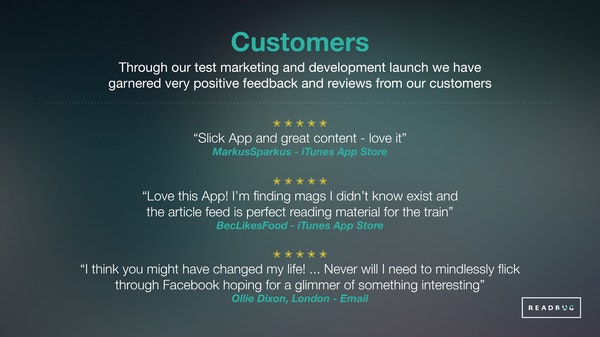 Customers
Through our test marketing and development launch we have
garnered very positive feedback and reviews from our customers
“Slick App and great content - love it”
MarkusSparkus - iTunes App Store
“Love this App! I’m finding mags I didn’t know exist and
the article feed is perfect reading material for the train”
BecLikesFood - iTunes App Store
“I think you might have changed my life! ... Never will I need to mindlessly flick
through Facebook hoping for a glimmer of something interesting”
Ollie Dixon, London - Email
READBUG